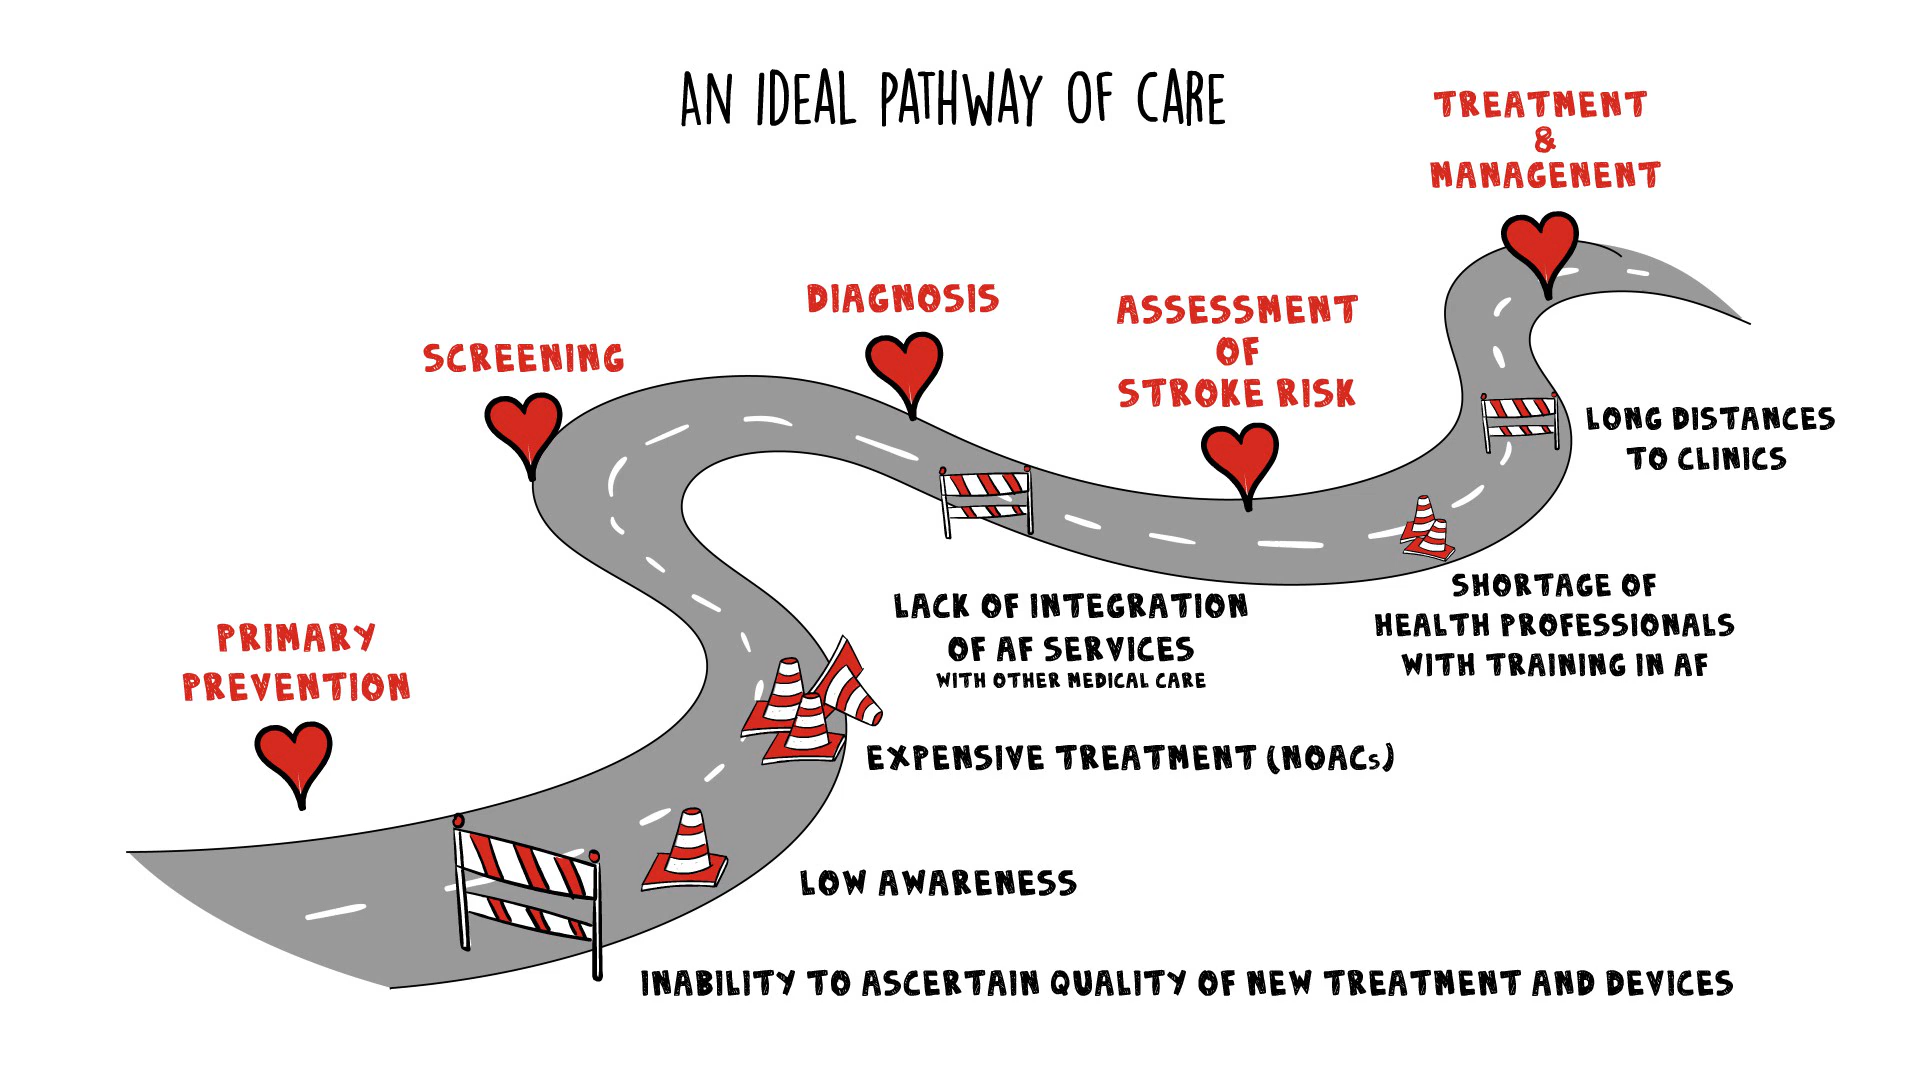 AN IDEAL PATHWAY OF CARE
TREATMENT
&
MANAGENENT
DIAGNOSIS
ASSESSMENT
OF
STROKE RISK
SCREENING
LONG DISTANCES
TO CLINICS
PRIMARY
PREVENTION
LACK OF INTEGRATION
OF AF SERVICES
WITH OTHER MEDICAL CARE
SHORTAGE OF
HEALTH PROFESSIONALS
WITH TRAINING IN AF
EXPENSIVE TREATMENT (NOACs)
LOW AWARENESS
INABILITY TO ASCERTAIN QUALITY OF NEW TREATMENT AND DEVICES